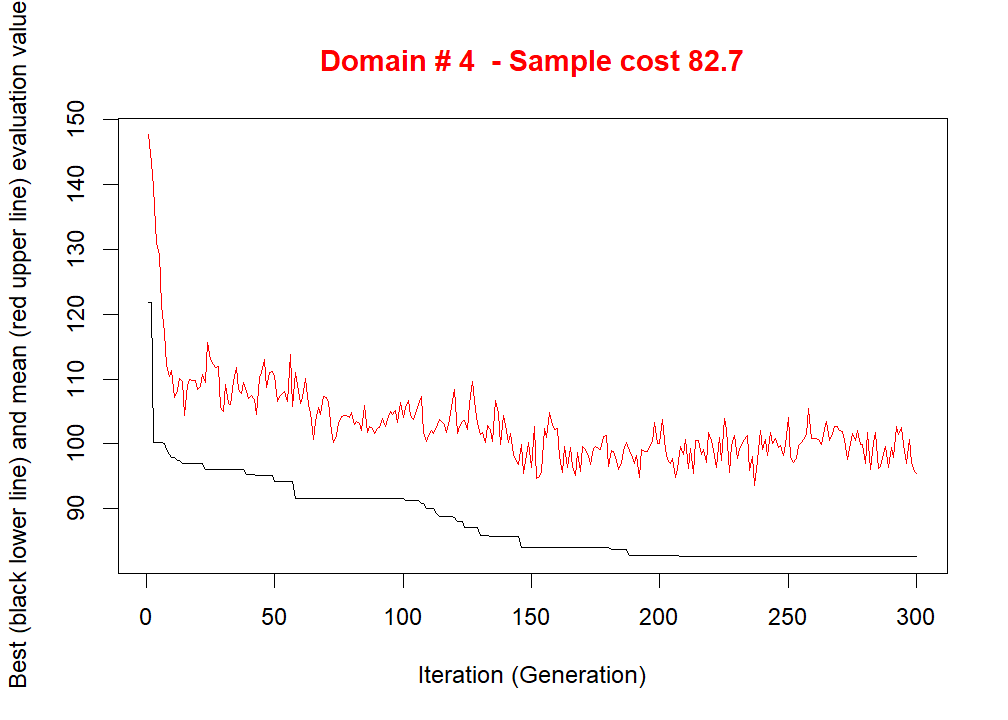 Domain # 4  - Sample cost 82.7
Best (black lower line) and mean (red upper line) evaluation value
150
140
130
120
110
100
90
0 50 100 150 200 250 300
Iteration (Generation)